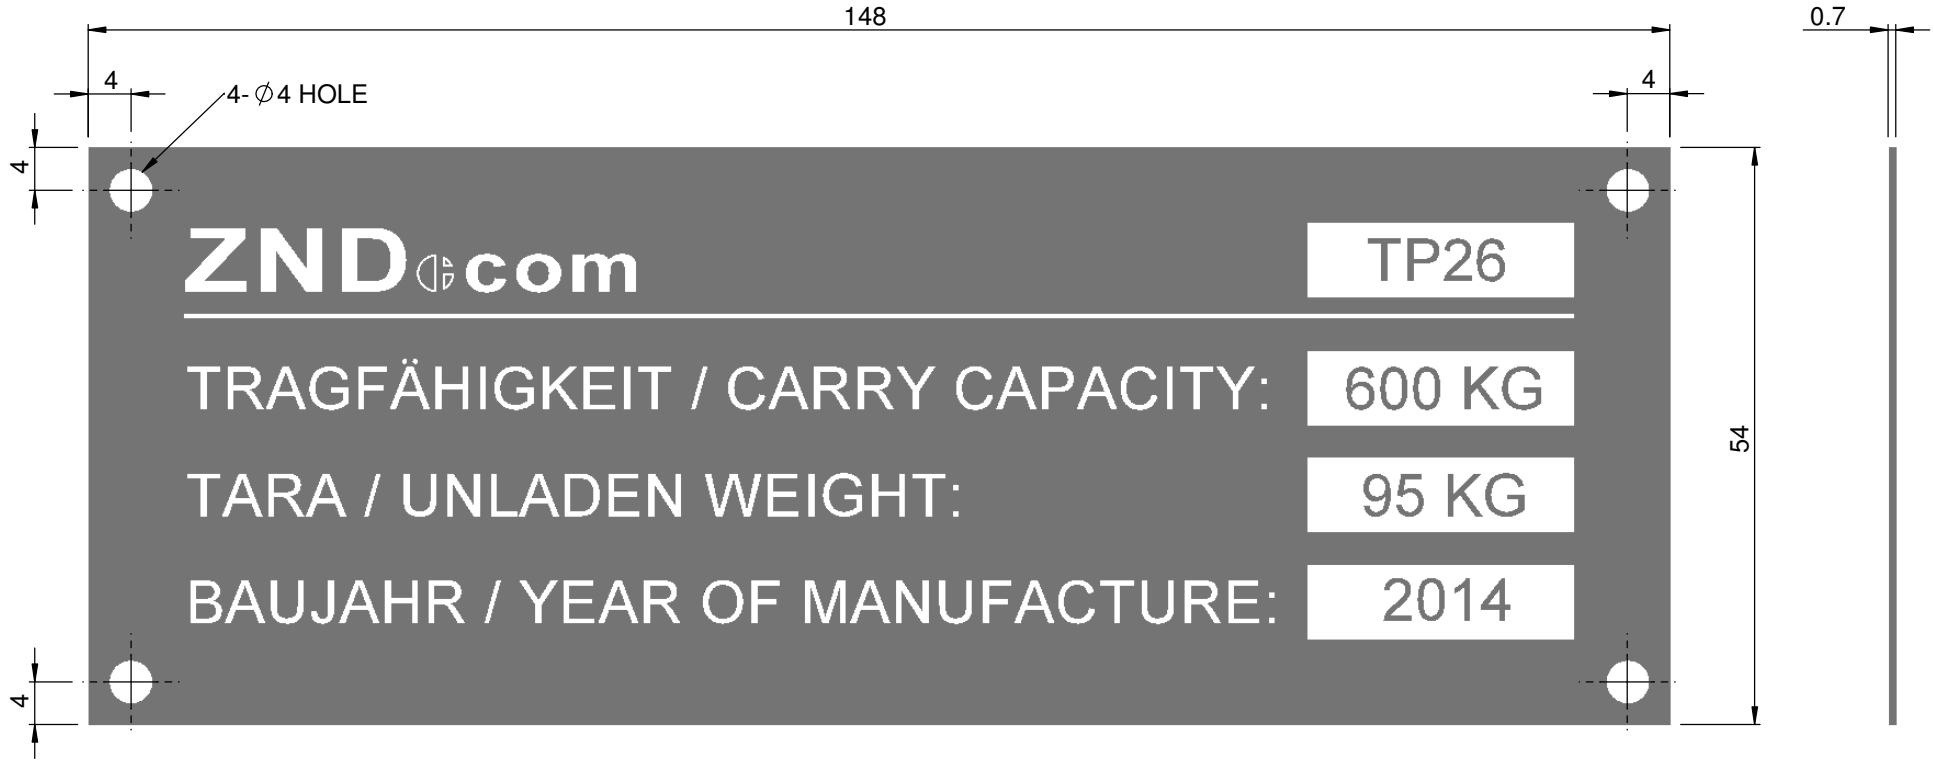 148
0.7
4
4
4- ⌀4 HOLE
4
ZND com
TP26
TRAGFÄHIGKEIT / CARRY CAPACITY: 600 KG
54
TARA / UNLADEN WEIGHT: 95 KG
BAUJAHR / YEAR OF MANUFACTURE: 2014
4